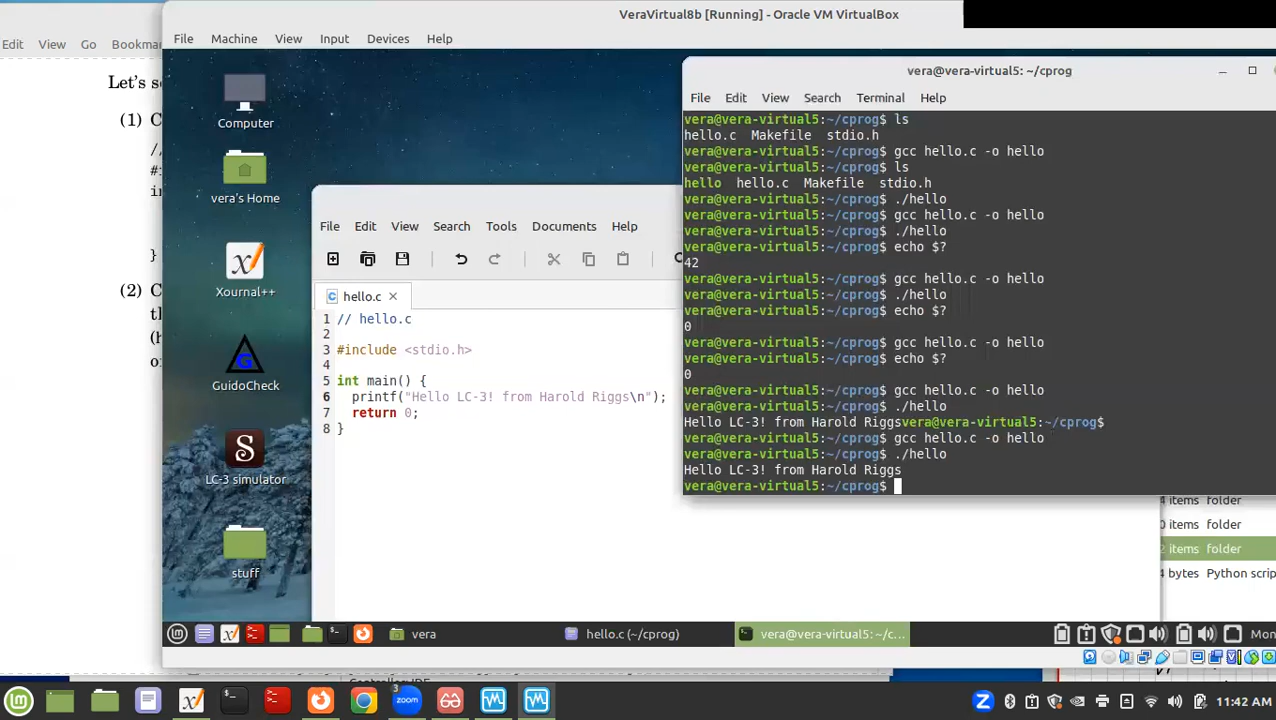 VeraVirtual8b [Running] - Oracle VM VirtualBox
Edit View Go Bookmar
File Machine View Input Devices Help
Let's s
(1) C
//
#i
in
}
(2) C
th
(h
or
Computer
vera's Home
Xournal++
GuidoCheck
LC-3 simulator
stuff
File Edit View Search Tools Documents Help
hello.c
1 // hello.c
2
3 #include <stdio.h>
4
5 int main() {
6 printf("Hello LC-3! from Harold Riggs\n");
7 return 0;
8 }
vera@vera-virtual5: ~/cprog
File Edit View Search Terminal Help
vera@vera-virtual5:~/cprog$ ls
hello.c Makefile stdio.h
vera@vera-virtual5:~/cprog$ gcc hello.c -o hello
vera@vera-virtual5:~/cprog$ ls
hello hello.c Makefile stdio.h
vera@vera-virtual5:~/cprog$ ./hello
vera@vera-virtual5:~/cprog$ gcc hello.c -o hello
vera@vera-virtual5:~/cprog$ ./hello
vera@vera-virtual5:~/cprog$ echo $?
42
vera@vera-virtual5:~/cprog$ gcc hello.c -o hello
vera@vera-virtual5:~/cprog$ ./hello
vera@vera-virtual5:~/cprog$ echo $?
0
vera@vera-virtual5:~/cprog$ gcc hello.c -o hello
vera@vera-virtual5:~/cprog$ echo $?
0
vera@vera-virtual5:~/cprog$ gcc hello.c -o hello
vera@vera-virtual5:~/cprog$ ./hello
Hello LC-3! from Harold Riggsvera@vera-virtual5:~/cprog$
vera@vera-virtual5:~/cprog$ gcc hello.c -o hello
vera@vera-virtual5:~/cprog$ ./hello
Hello LC-3! from Harold Riggs
vera@vera-virtual5:~/cprog$
items folder
0 items folder
2 items folder
4 bytes Python scrip
vera
hello.c (~/cprog)
vera@vera-virtual5: ~/c...
Mon
3
zoom
11:42 AM